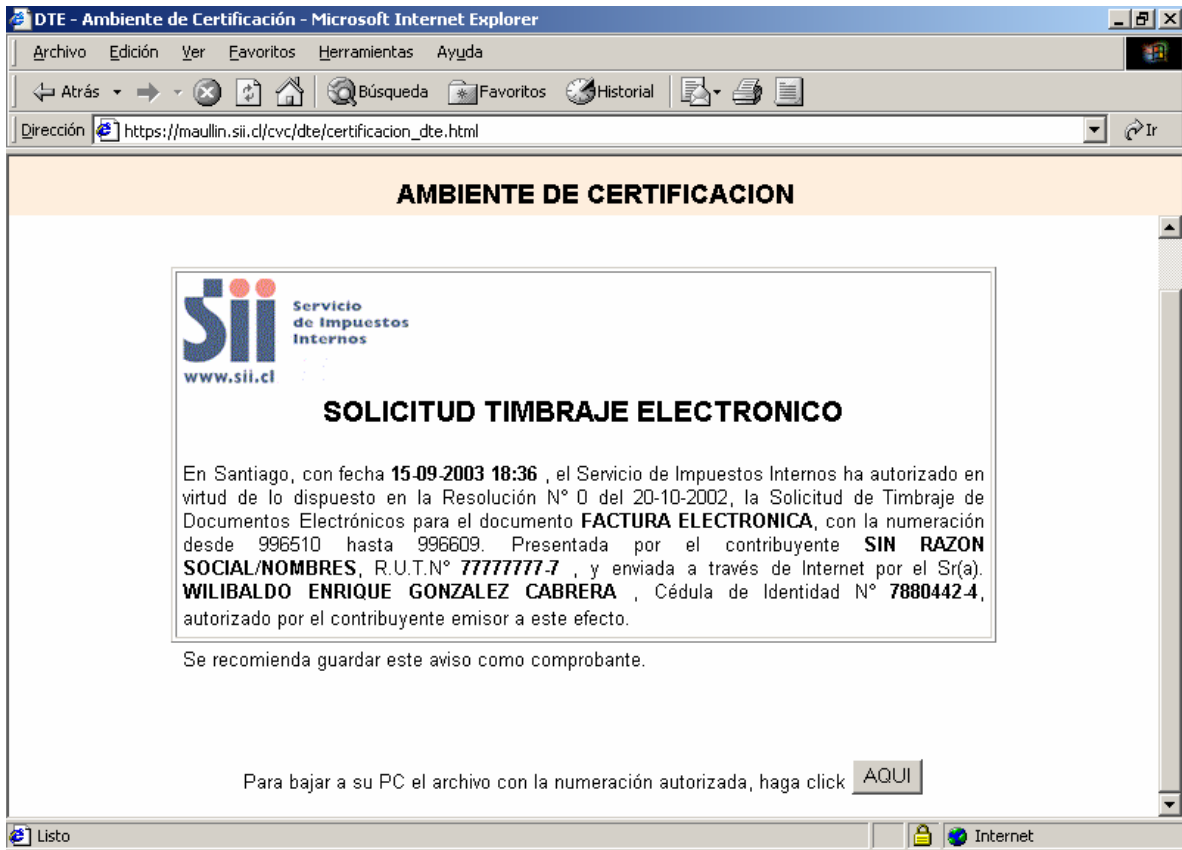 DTE - Ambiente de Certificación - Microsoft Internet Explorer
Archivo Edición Ver Favoritos Herramientas Ayuda
Atrás Búsqueda Favoritos Historial
Dirección https://maullin.sii.cl/cvc/dte/certificacion_dte.html Ir
AMBIENTE DE CERTIFICACION
Sii
Servicio
de Impuestos
Internos
www.sii.cl
SOLICITUD TIMBRAJE ELECTRONICO
En Santiago, con fecha 15-09-2003 18:36 , el Servicio de Impuestos Internos ha autorizado en
virtud de lo dispuesto en la Resolución N° 0 del 20-10-2002, la Solicitud de Timbraje de
Documentos Electrónicos para el documento FACTURA ELECTRONICA, con la numeración
desde 996510 hasta 996609. Presentada por el contribuyente SIN RAZON
SOCIAL/NOMBRES, R.U.T.N° 77777777-7 , y enviada a través de Internet por el Sr(a).
WILIBALDO ENRIQUE GONZALEZ CABRERA , Cédula de Identidad N° 7880442-4,
autorizado por el contribuyente emisor a este efecto.
Se recomienda guardar este aviso como comprobante.
Para bajar a su PC el archivo con la numeración autorizada, haga click AQUI
Listo Internet